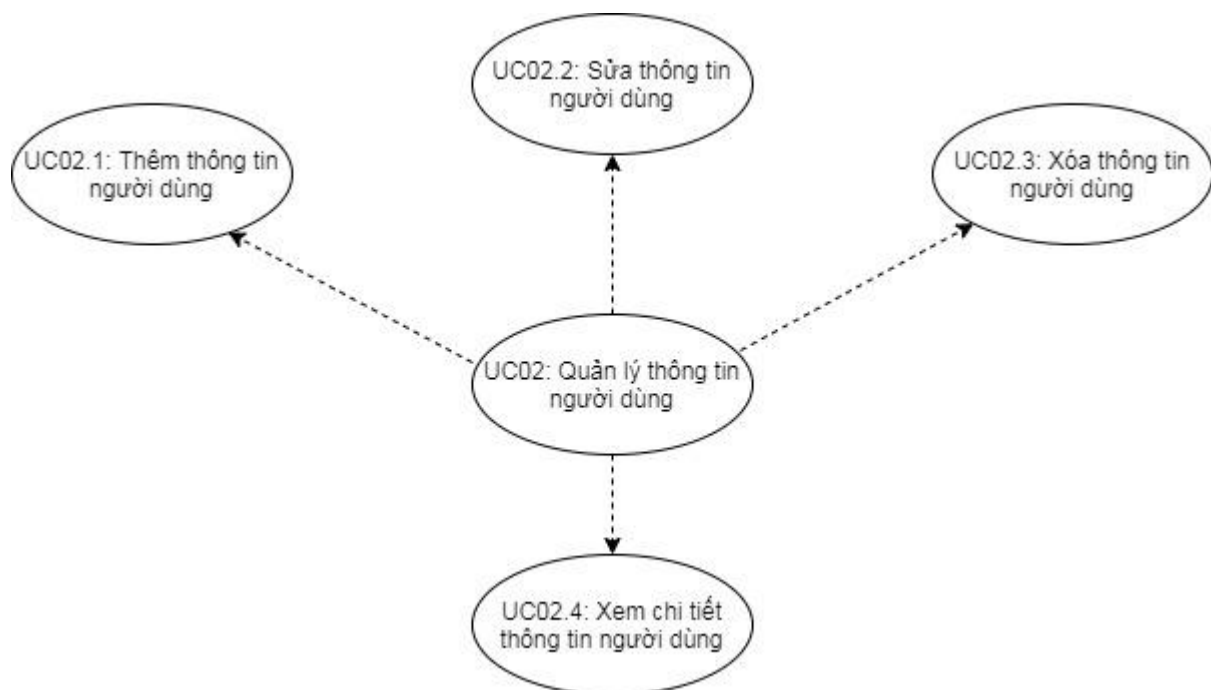 UC02.2: Sửa thông tin
người dùng
UC02.1: Thêm thông tin
người dùng
UC02.3: Xóa thông tin
người dùng
UC02: Quản lý thông tin
người dùng
UC02.4: Xem chi tiết
thông tin người dùng